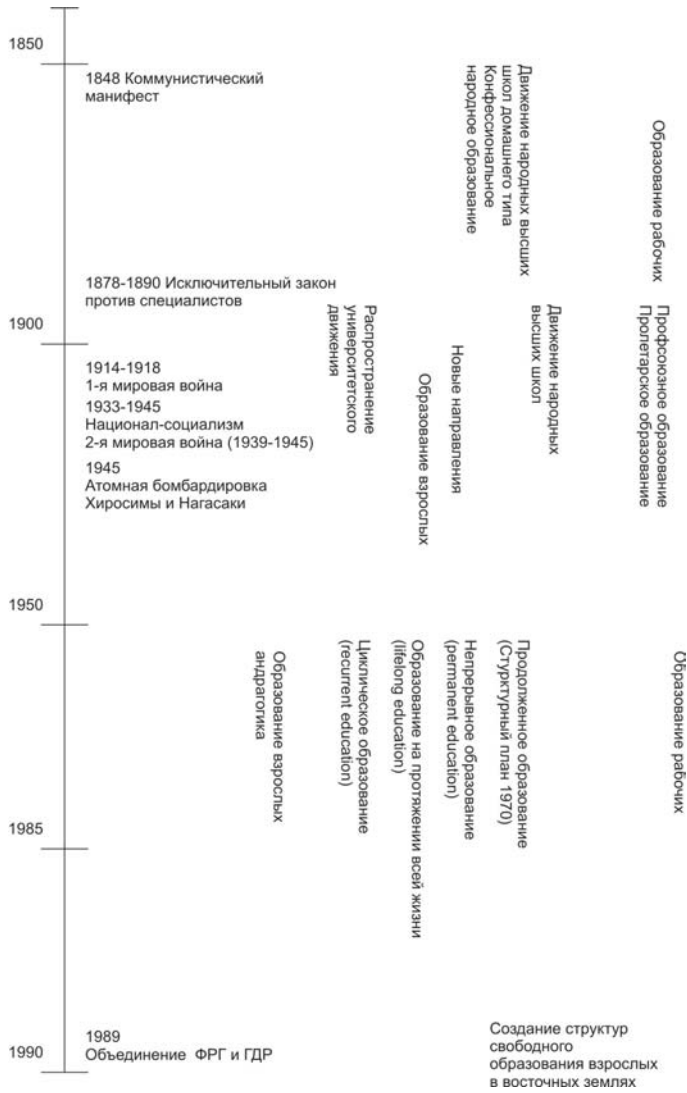 1850
1848 Коммунистический
манифест
Движение народных высших
школ домашнего типа
Конфессиональное
народное образование
Образование рабочих
1878-1890 Исключительный закон
против специалистов
1900
1914-1918
1-я мировая война
1933-1945
Национал-социализм
2-я мировая война (1939-1945)
1945
Атомная бомбардировка
Хиросимы и Нагасаки
Распространение
университетского
движения
Образование взрослых
Новые направления
Движение народных
высших школ
Профсоюзное образование
Пролетарское образование
1950
Образование взрослых
андрагогика
Циклическое образование
(recurrent education)
Образование на протяжении всей жизни
(lifelong education)
Непрерывное образование
(permanent education)
Продолженное образование
(Стурктурный план 1970)
Образование рабочих
1985
1989
Объединение ФРГ и ГДР
1990
Создание структур
свободного
образования взрослых
в восточных землях